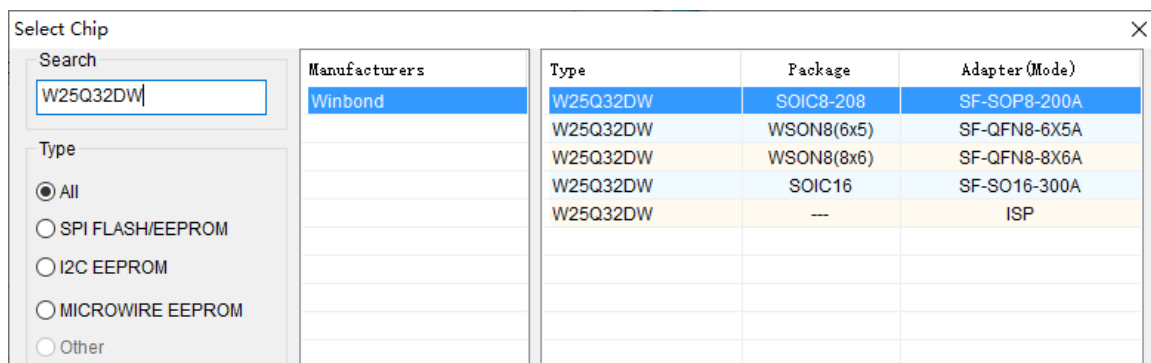 Select Chip
Search
W25Q32DW
Type
All
SPI FLASH/EEPROM
I2C EEPROM
MICROWIRE EEPROM
Other
Manufacturers
Winbond
Type Package Adapter(Mode)
W25Q32DW SOIC8-208 SF-SOP8-200A
W25Q32DW WSON8(6x5) SF-QFN8-6X5A
W25Q32DW WSON8(8x6) SF-QFN8-8X6A
W25Q32DW SOIC16 SF-SO16-300A
W25Q32DW --- ISP